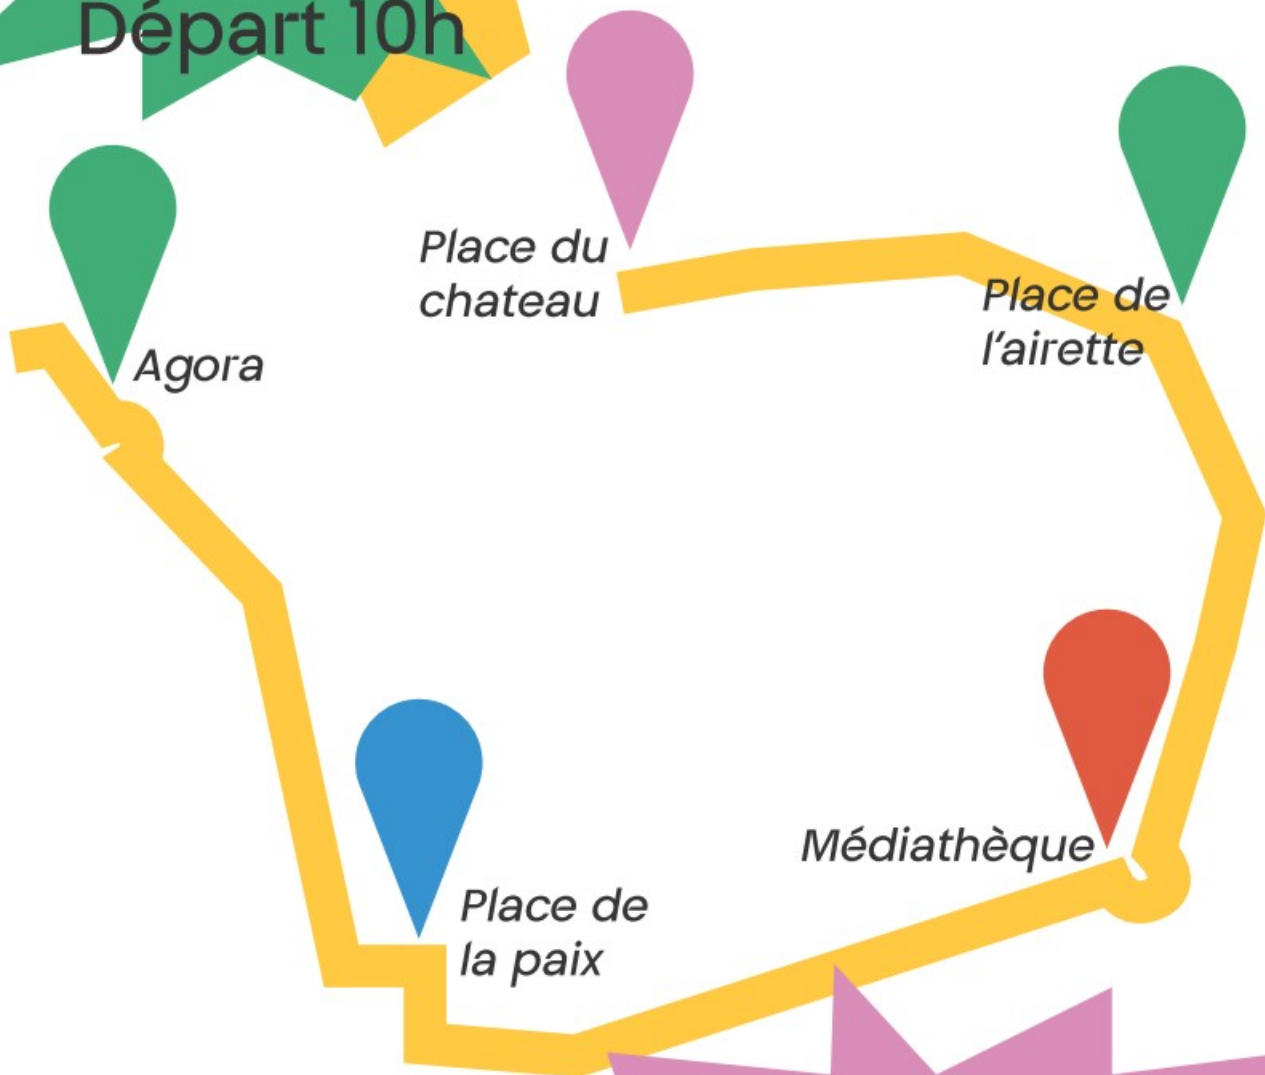 Départ 10h
Place du
chateau
Place de
l’airette
Agora
Médiathèque
Place de
la paix